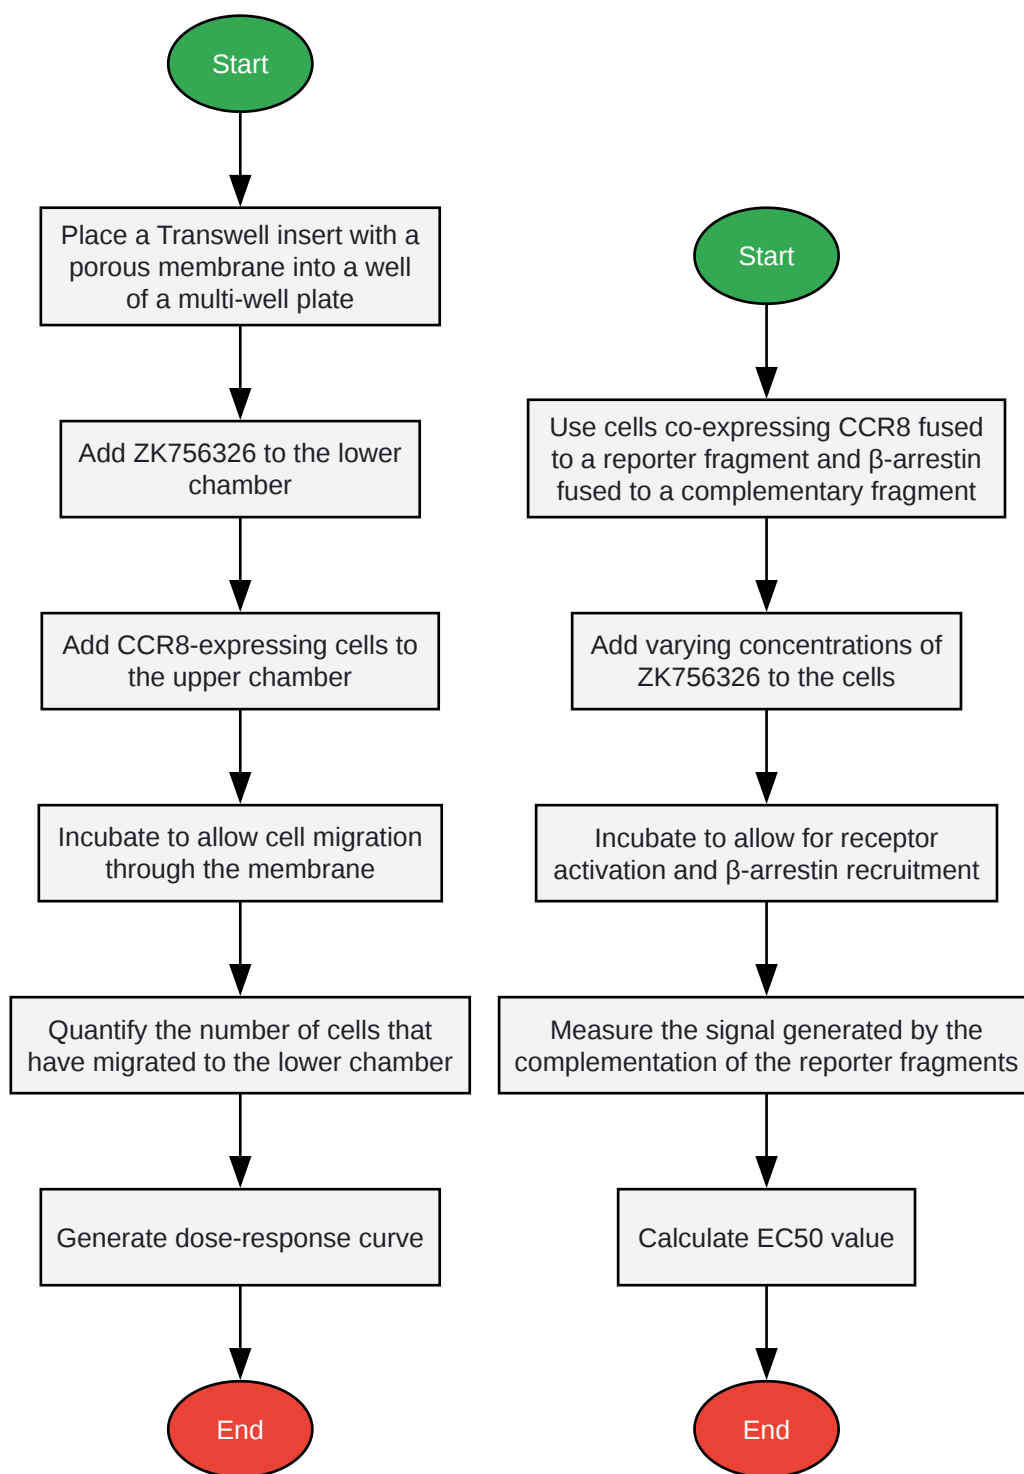 Start
Place a Transwell insert with a
porous membrane into a well
of a multi-well plate
Add ZK756326 to the lower
chamber
Add CCR8-expressing cells to
the upper chamber
Incubate to allow cell migration
through the membrane
Quantify the number of cells that
have migrated to the lower chamber
Generate dose-response curve
End
Start
Use cells co-expressing CCR8 fused
to a reporter fragment and β-arrestin
fused to a complementary fragment
Add varying concentrations of
ZK756326 to the cells
Incubate to allow for receptor
activation and β-arrestin recruitment
Measure the signal generated by the
complementation of the reporter fragments
Calculate EC50 value
End